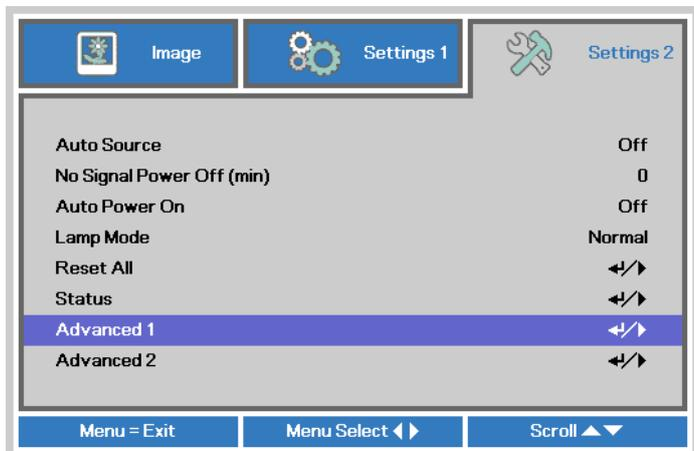 Image
Settings 1
Settings 2
Auto Source Off
No Signal Power Off (min) 0
Auto Power On Off
Lamp Mode Normal
Reset All ↵/▶
Status ↵/▶
Advanced 1 ↵/▶
Advanced 2 ↵/▶
Menu = Exit
Menu Select ◀▶
Scroll ▲▼